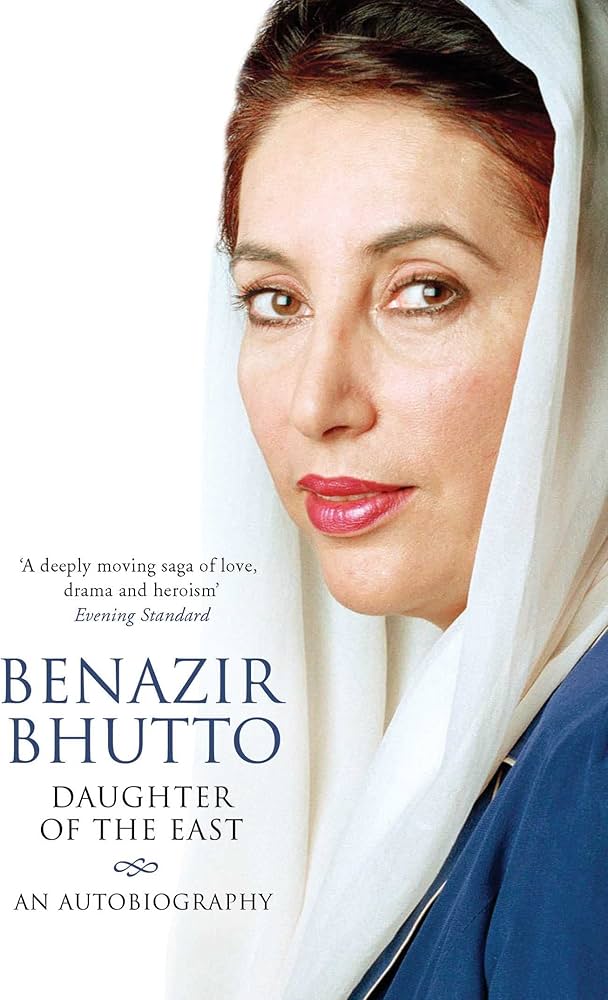 ‘A deeply moving saga of love,
drama and heroism’
Evening Standard
BENAZIR
BHUTTO
DAUGHTER
OF THE EAST
AN AUTOBIOGRAPHY